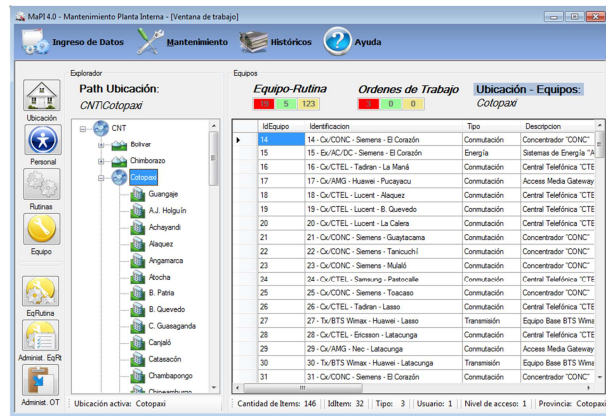 MaPI 4.0 - Mantenimiento Planta Interna - [Ventana de trabajo]
Ingreso de Datos Mantenimiento Históricos Ayuda
Explorador
Equipos
Path Ubicación:
CNT\Cotopaxi
Equipo-Rutina Ordenes de Trabajo Ubicación - Equipos:
5 123 3 0 0 Cotopaxi
Ubicación
Personal
Rutinas
Equipo
EqRutina
Administ. EqRt
Administ. OT
CNT
Bolivar
Chimborazo
Cotopaxi
Guangaje
A.J. Holguín
Achayandi
Alaquez
Angamarca
Atocha
B. Patria
B. Quevedo
C. Guasaganda
Canjaló
Catasacón
Chambapongo
Chipeamburgo
IdEquipo Identificacion Tipo Descripcion
14 14 - Cx/CONC - Siemens - El Corazón Conmutación Concentrador "CONC"
15 15 - Ex/AC/DC - Siemens - El Corazón Energía Sistemas de Energía "A
16 16 - Cx/CTEL - Tadiran - La Maná Conmutación Central Telefónica "CTE
17 17 - Cx/AMG - Huawei - Pucayacu Conmutación Access Media Gateway
18 18 - Cx/CTEL - Lucent - Alaquez Conmutación Central Telefónica "CTE
19 19 - Cx/CTEL - Lucent - B. Quevedo Conmutación Central Telefónica "CTE
20 20 - Cx/CTEL - Lucent - La Calera Conmutación Central Telefónica "CTE
21 21 - Cx/CONC - Siemens - Guaytacama Conmutación Concentrador "CONC"
22 22 - Cx/CONC - Siemens - Tanicuchí Conmutación Concentrador "CONC"
23 23 - Cx/CONC - Siemens - Mulaló Conmutación Concentrador "CONC"
24 24 - Cx/CTEL - Samsung - Pastocalle Conmutación Central Telefónica "CTE
25 25 - Cx/CONC - Siemens - Toacaso Conmutación Concentrador "CONC"
26 26 - Cx/CTEL - Tadiran - Lasso Conmutación Central Telefónica "CTE
27 27 - Tx/BTS Wimax - Huawei - Lasso Transmisión Equipo Base BTS Wima
28 28 - Cx/CTEL - Ericsson - Latacunga Conmutación Central Telefónica "CTE
29 29 - Cx/AMG - Nec - Latacunga Conmutación Access Media Gateway
30 30 - Tx/BTS Wimax - Huawei - Latacunga Transmisión Equipo Base BTS Wima
31 31 - Cx/CONC - Siemens - El Corazón Conmutación Concentrador "CONC"
Ubicación activa: Cotopaxi Cantidad de Items: 146 IdItem: 32 Tipo: 3 Usuario: 1 Nivel de acceso: 1 Provincia: Cotopaxi